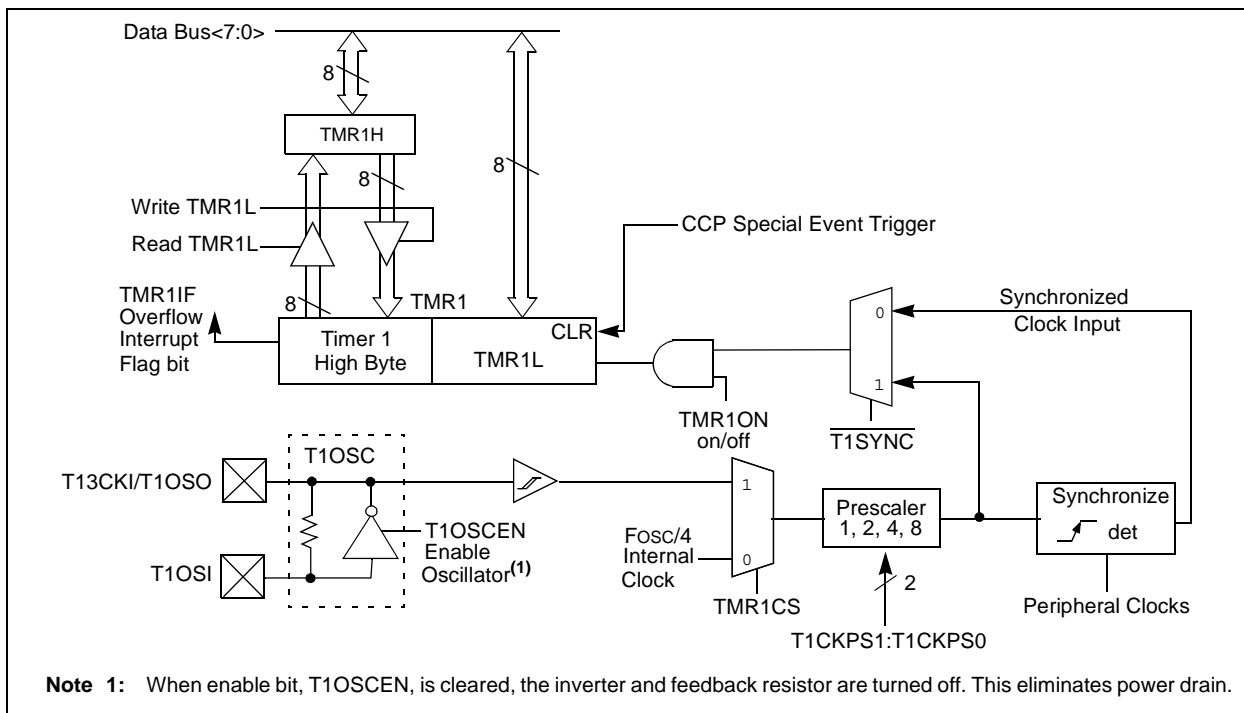 Data Bus<7:0>
8
TMR1H
8
8
Write TMR1L
CCP Special Event Trigger
Read TMR1L
TMR1IF
Overflow
Interrupt
Flag bit
8
TMR1
Timer 1
High Byte
TMR1L
CLR
0
1
Synchronized
Clock Input
TMR1ON
on/off
T1SYNC
T1OSC
T13CKI/T1OSO
T1OSI
T1OSCEN
Enable
Oscillator(1)
FOSC/4
Internal
Clock
1
0
TMR1CS
Prescaler
1, 2, 4, 8
2
T1CKPS1:T1CKPS0
Synchronize
det
Peripheral Clocks
Note 1: When enable bit, T1OSCEN, is cleared, the inverter and feedback resistor are turned off. This eliminates power drain.